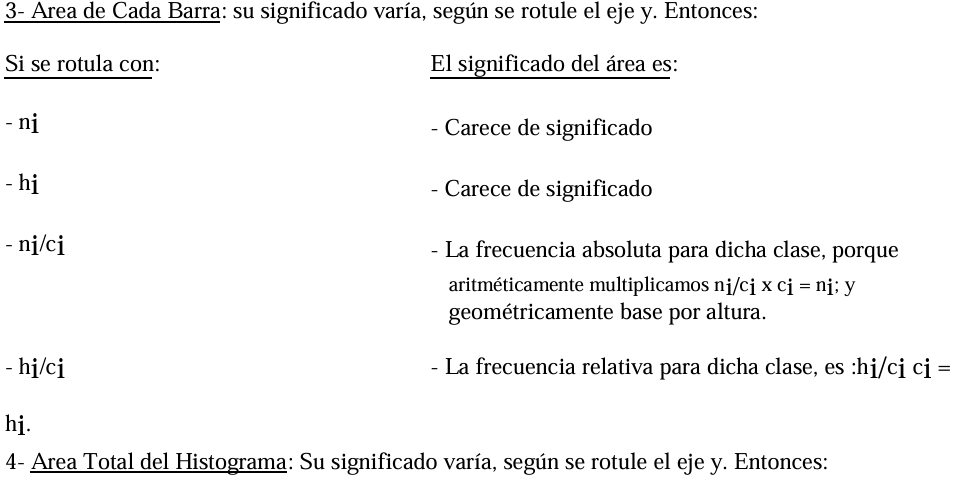 3- Area de Cada Barra: su significado varía, según se rotule el eje y. Entonces:
Si se rotula con: El significado del área es:
- ni - Carece de significado
- hi - Carece de significado
- ni/ci - La frecuencia absoluta para dicha clase, porque
aritméticamente multiplicamos ni/ci x ci = ni; y
geométricamente base por altura.
- hi/ci - La frecuencia relativa para dicha clase, es :hi/ci ci =
hi.
4- Area Total del Histograma: Su significado varía, según se rotule el eje y. Entonces: